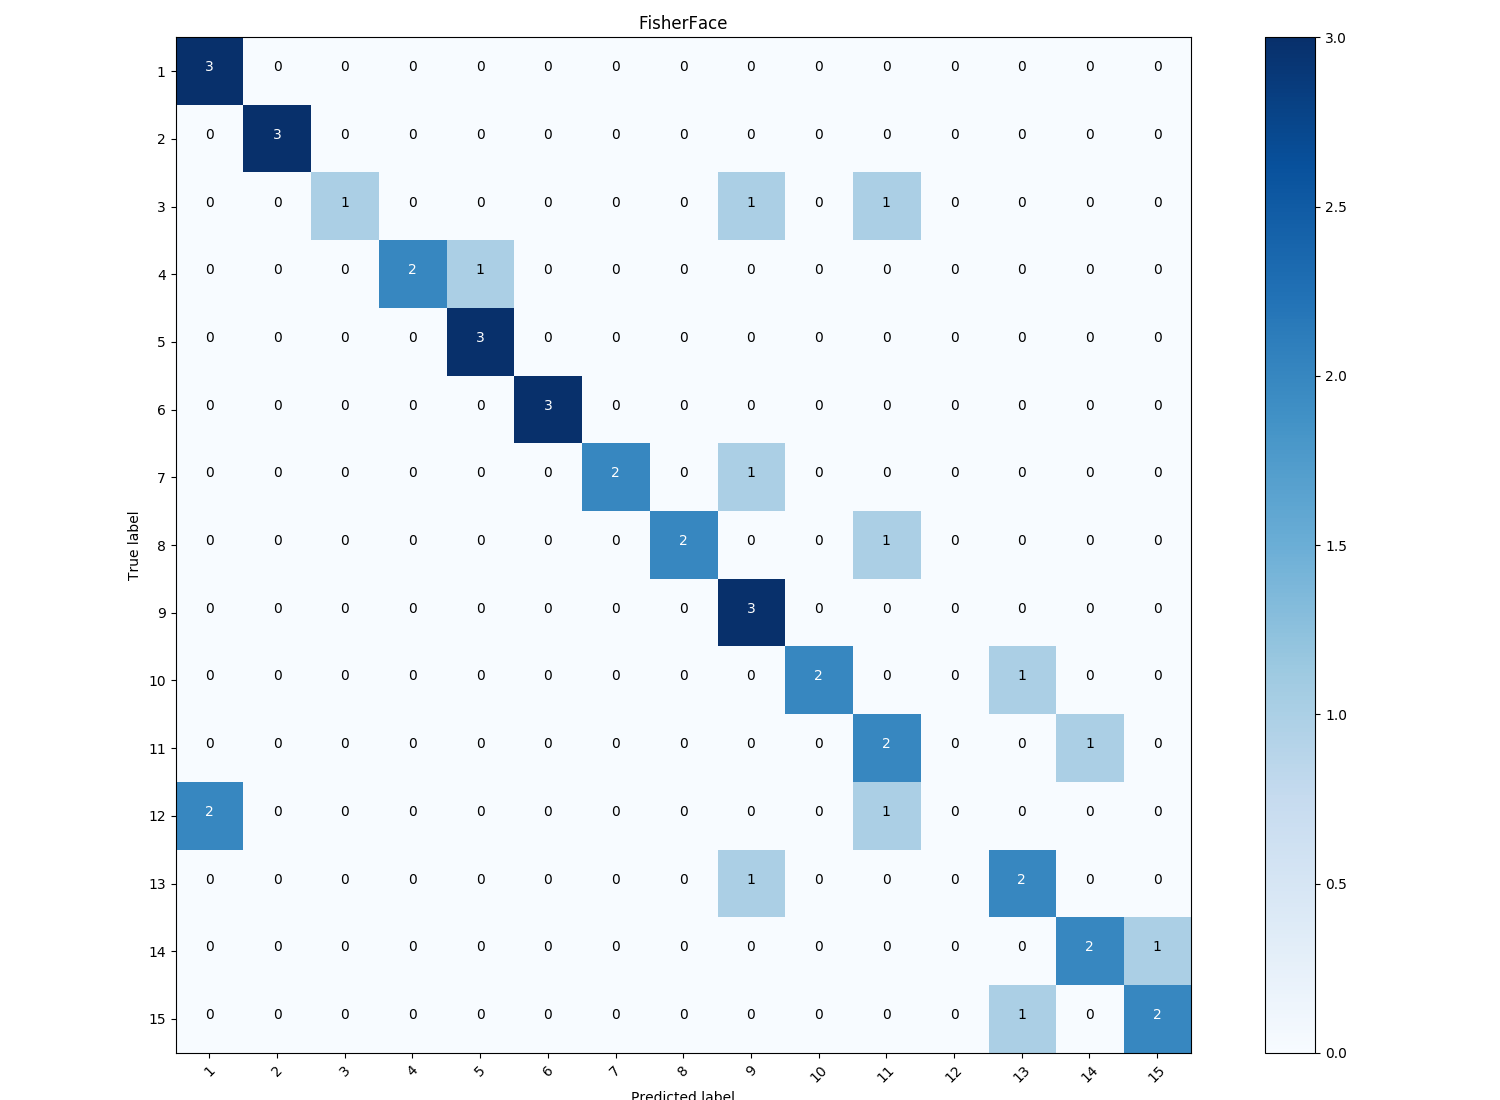 FisherFace
1 3 0 0 0 0 0 0 0 0 0 0 0 0 0 0
2 0 3 0 0 0 0 0 0 0 0 0 0 0 0 0
3 0 0 1 0 0 0 0 0 1 0 1 0 0 0 0
4 0 0 0 2 1 0 0 0 0 0 0 0 0 0 0
5 0 0 0 0 3 0 0 0 0 0 0 0 0 0 0
6 0 0 0 0 0 3 0 0 0 0 0 0 0 0 0
7 0 0 0 0 0 0 2 0 1 0 0 0 0 0 0
8 0 0 0 0 0 0 0 2 0 0 1 0 0 0 0
9 0 0 0 0 0 0 0 0 3 0 0 0 0 0 0
10 0 0 0 0 0 0 0 0 0 2 0 0 1 0 0
11 0 0 0 0 0 0 0 0 0 0 2 0 0 1 0
12 2 0 0 0 0 0 0 0 0 0 1 0 0 0 0
13 0 0 0 0 0 0 0 0 1 0 0 0 2 0 0
14 0 0 0 0 0 0 0 0 0 0 0 0 0 2 1
15 0 0 0 0 0 0 0 0 0 0 0 0 1 0 2
1 2 3 4 5 6 7 8 9 10 11 12 13 14 15
True label
Predicted label
3.0
2.5
2.0
1.5
1.0
0.5
0.0